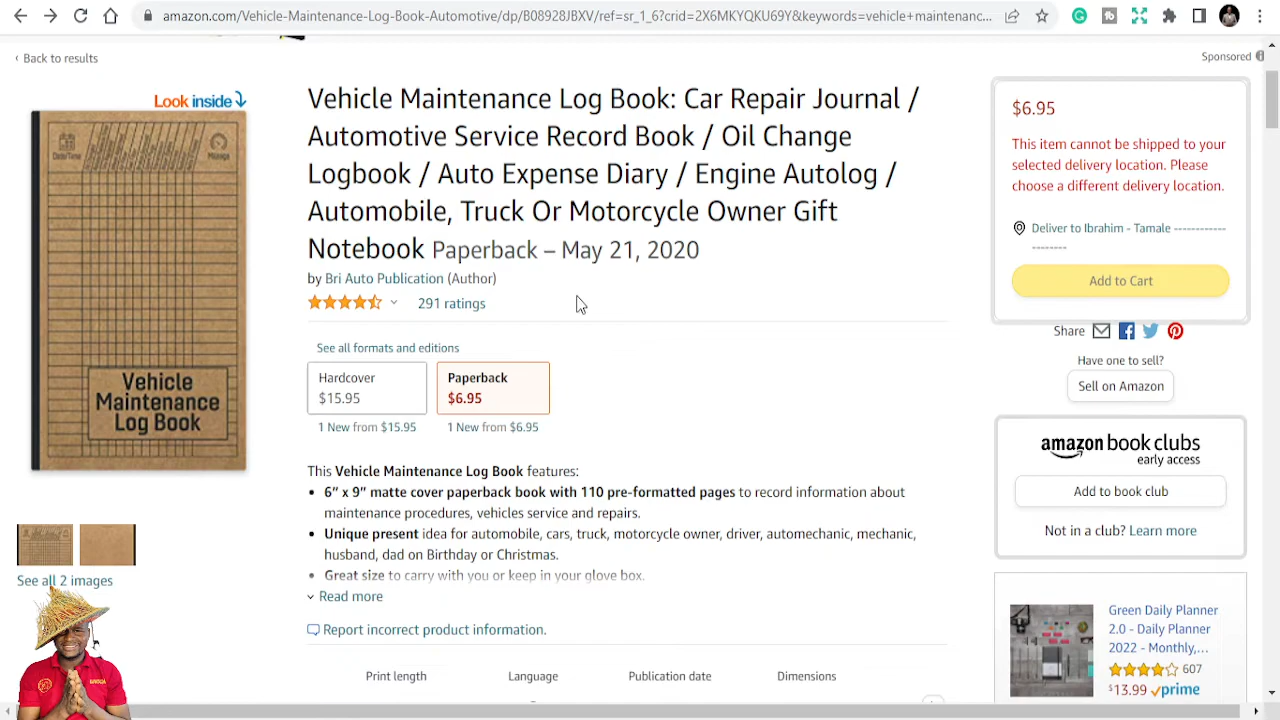 amazon.com/Vehicle-Maintenance-Log-Book-Automotive/dp/B08928JBXV/ref=sr_1_6?crid=2X6MKYQKU69Y&keywords=vehicle+maintenanc...
‹ Back to results
Sponsored
Look inside
Date/Time
Mileage
Vehicle
Maintenance
Log Book
See all 2 images
Vehicle Maintenance Log Book: Car Repair Journal /
Automotive Service Record Book / Oil Change
Logbook / Auto Expense Diary / Engine Autolog /
Automobile, Truck Or Motorcycle Owner Gift
Notebook Paperback – May 21, 2020
by Bri Auto Publication (Author)
291 ratings
See all formats and editions
Hardcover
$15.95
1 New from $15.95
Paperback
$6.95
1 New from $6.95
This Vehicle Maintenance Log Book features:
• 6” x 9” matte cover paperback book with 110 pre-formatted pages to record information about
maintenance procedures, vehicles service and repairs.
• Unique present idea for automobile, cars, truck, motorcycle owner, driver, automechanic, mechanic,
husband, dad on Birthday or Christmas.
• Great size to carry with you or keep in your glove box.
Read more
Report incorrect product information.
Print length
Language
Publication date
Dimensions
$6.95
This item cannot be shipped to your
selected delivery location. Please
choose a different delivery location.
Deliver to Ibrahim - Tamale ------------
--------
Add to Cart
Share
Have one to sell?
Sell on Amazon
amazon book clubs
early access
Add to book club
Not in a club? Learn more
Green Daily Planner
2.0 - Daily Planner
2022 - Monthly,...
607
$13.99 prime